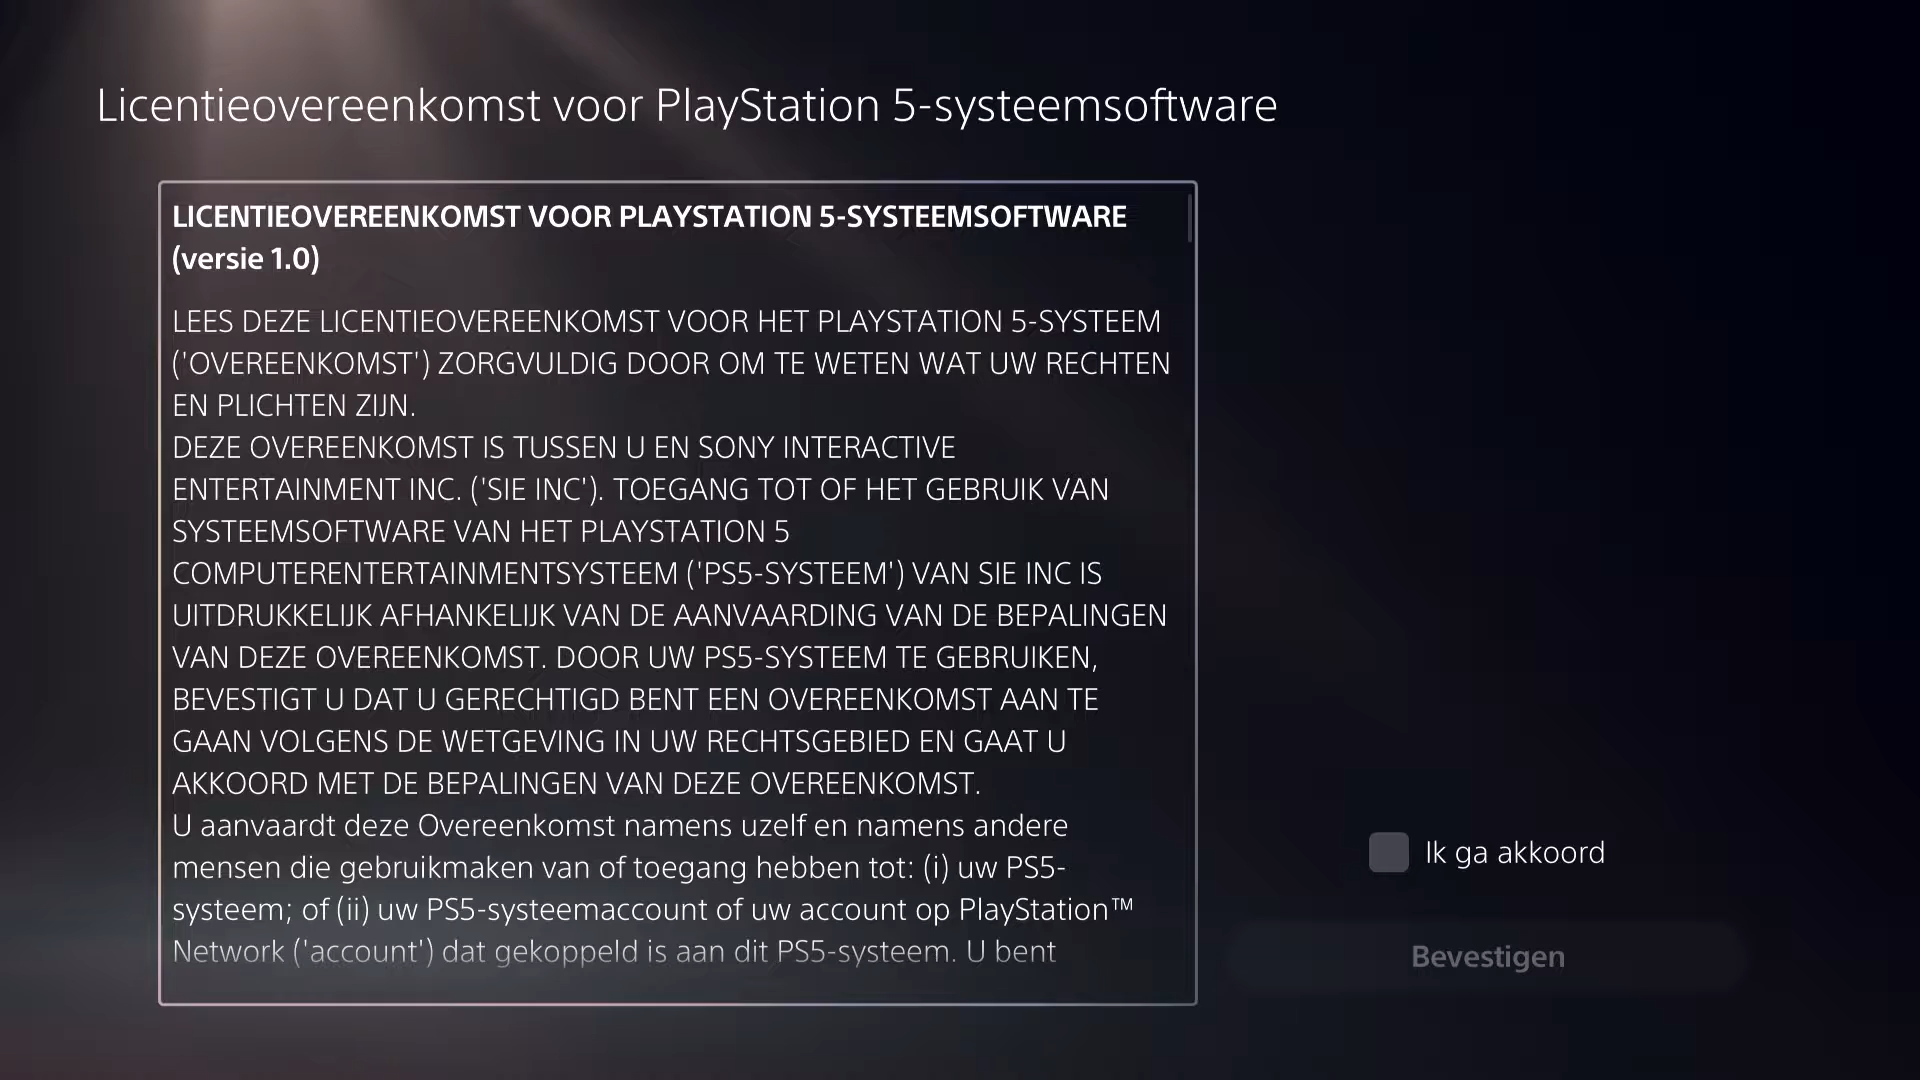 Licentieovereenkomst voor PlayStation 5-systeemsoftware
LICENTIEOVEREENKOMST VOOR PLAYSTATION 5-SYSTEEMSOFTWARE
(versie 1.0)
LEES DEZE LICENTIEOVEREENKOMST VOOR HET PLAYSTATION 5-SYSTEEM
('OVEREENKOMST') ZORGVULDIG DOOR OM TE WETEN WAT UW RECHTEN
EN PLICHTEN ZIJN.
DEZE OVEREENKOMST IS TUSSEN U EN SONY INTERACTIVE
ENTERTAINMENT INC. ('SIE INC'). TOEGANG TOT OF HET GEBRUIK VAN
SYSTEEMSOFTWARE VAN HET PLAYSTATION 5
COMPUTERENTERTAINMENTSYSTEEM ('PS5-SYSTEEM') VAN SIE INC IS
UITDRUKKELIJK AFHANKELIJK VAN DE AANVAARDING VAN DE BEPALINGEN
VAN DEZE OVEREENKOMST. DOOR UW PS5-SYSTEEM TE GEBRUIKEN,
BEVESTIGT U DAT U GERECHTIGD BENT EEN OVEREENKOMST AAN TE
GAAN VOLGENS DE WETGEVING IN UW RECHTSGEBIED EN GAAT U
AKKOORD MET DE BEPALINGEN VAN DEZE OVEREENKOMST.
U aanvaardt deze Overeenkomst namens uzelf en namens andere
mensen die gebruikmaken van of toegang hebben tot: (i) uw PS5-
systeem; of (ii) uw PS5-systeemaccount of uw account op PlayStation™
Network ('account') dat gekoppeld is aan dit PS5-systeem. U bent
Ik ga akkoord
Bevestigen